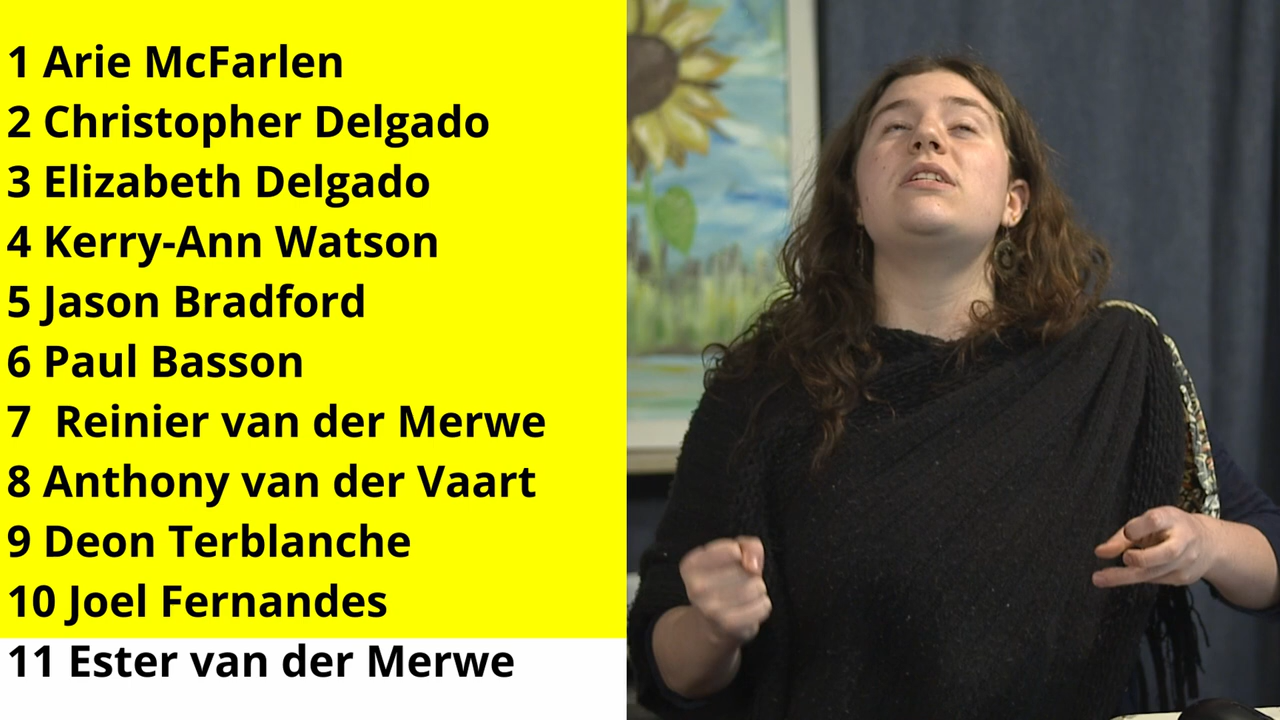 1 Arie McFarlen
2 Christopher Delgado
3 Elizabeth Delgado
4 Kerry-Ann Watson
5 Jason Bradford
6 Paul Basson
7  Reinier van der Merwe
8 Anthony van der Vaart
9 Deon Terblanche
10 Joel Fernandes
11 Ester van der Merwe